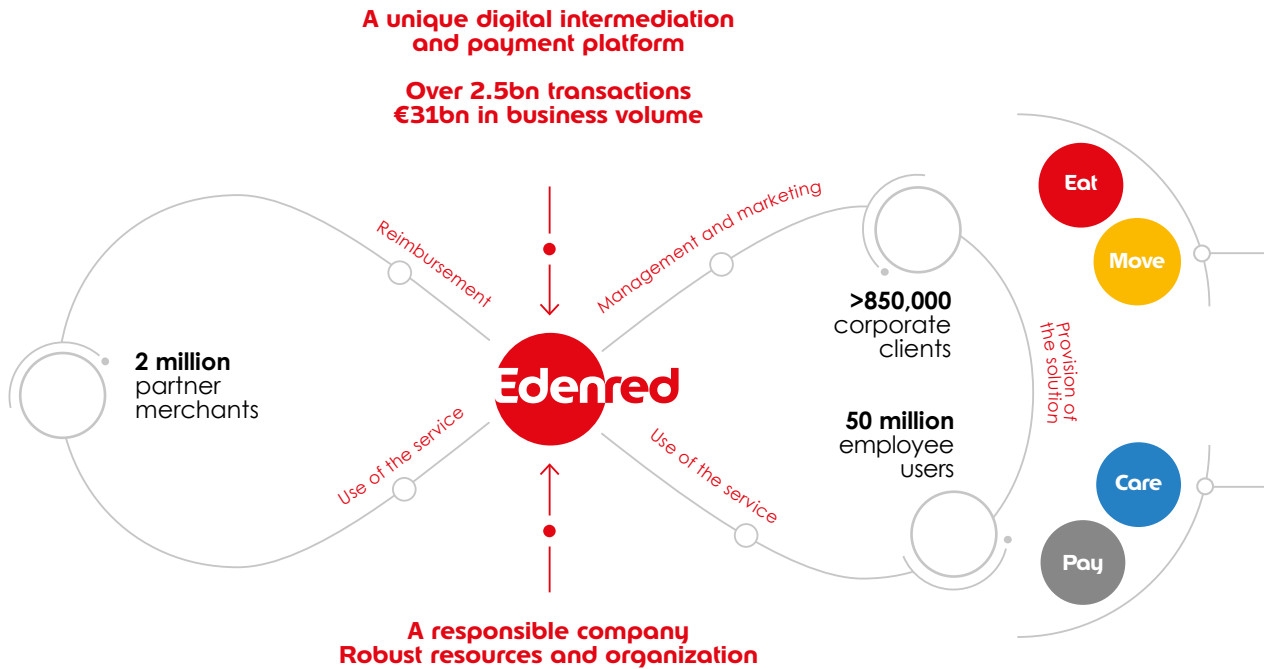 A unique digital intermediation
and payment platform
Over 2.5bn transactions
€31bn in business volume
Reimbursement
Management and marketing
Eat
Move
>850,000
corporate
clients
Provision of
the solution
2 million
partner
merchants
Edenred
50 million
employee
users
Use of the service
Use of the service
Care
Pay
A responsible company
Robust resources and organization